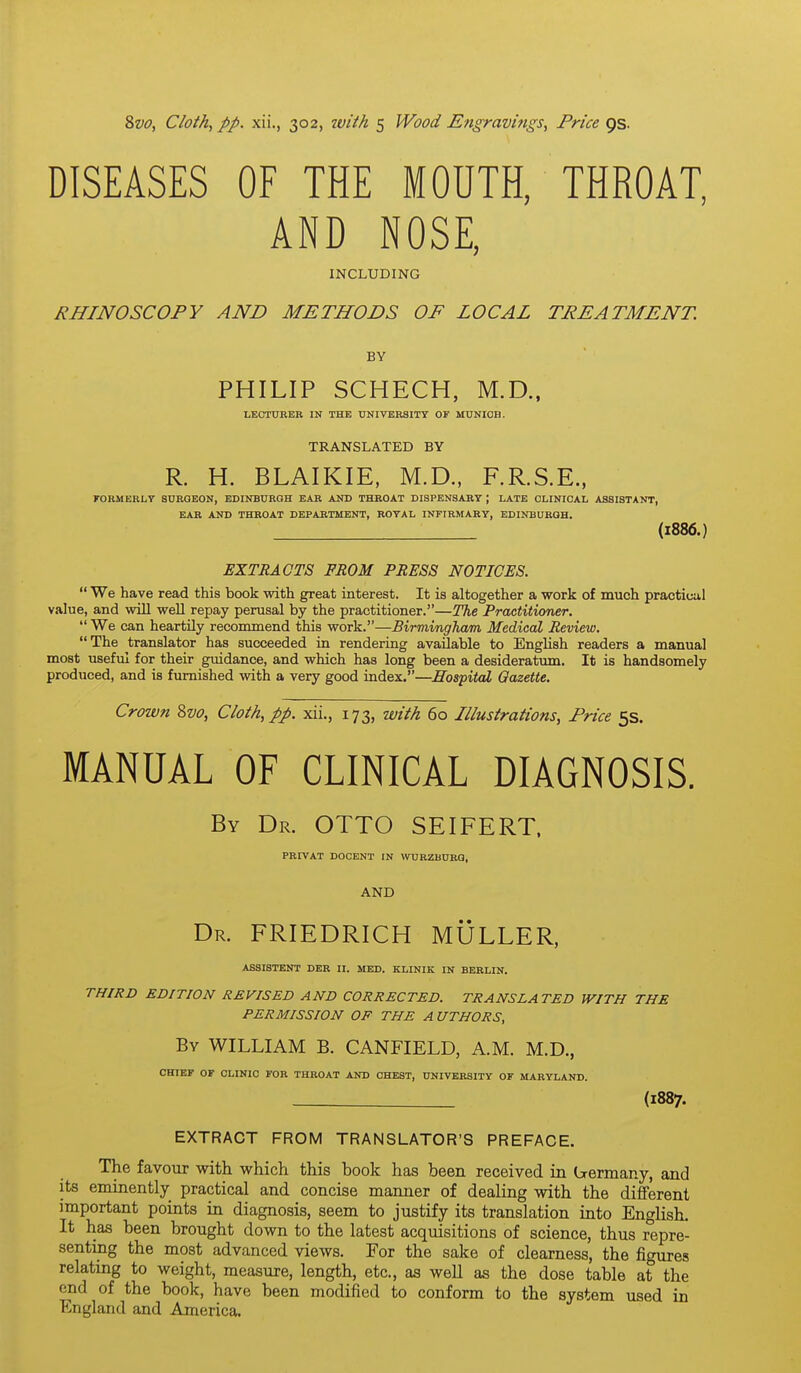 8vo, Cloth, pp. xii., 302, with 5 Wood Engravings, Price 9s.
DISEASES OF THE MOUTH, THROAT,
AND NOSE,
INCLUDING
RHINOSCOPY AND METHODS OF LOCAL TREATMENT.
BY
PHILIP SCHECH, M.D.,
LECTURER IN THE UNIVERSITY OF MUNICH.
TRANSLATED BY
R. H. BLAIKIE, M.D., F.R.S.E.,
FORMERLY SURGEON, EDINBURGH EAR AND THROAT DISPENSARY; LATE CLINICAL ASSISTANT,
EAR AND THROAT DEPARTMENT, ROYAL INFIRMARY, EDINBURGH.
(1886.)
EXTRACTS FROM PRESS NOTICES.
“We have read this book with great interest. It is altogether a work of much practical
value, and will well repay perusal by the practitioner.”—The Practitioner.
“We can heartily recommend this work.”—Birmingham Medical Review.
“The translator has succeeded in rendering available to English readers a manual
most useful for their guidance, and which has long been a desideratum. It is handsomely
produced, and is furnished with a very good index.”—Hospital Gazette.
Crown 8vo, Cloth, pp. xii., 173, with 60 Illustrations, Price 5s.
MANUAL OF CLINICAL DIAGNOSIS.
By Dr. OTTO SEIFERT,
PRIVAT DOCENT IN WURZBURG,
AND
Dr. FRIEDRICH MÜLLER,
ASSISTENT DER II. MED. KLINIK IN BERLIN.
THIRD EDITION REVISED AND CORRECTED. TRANSLATED WITH THE
PERMISSION OF THE AUTHORS,
By WILLIAM B. CANFIELD, A.M. M.D.,
CHIEF OF CLINIC FOR THROAT AND CHEST, UNIVERSITY OF MARYLAND.
(1887.
EXTRACT FROM TRANSLATOR'S PREFACE.
The favour with which this book has been received in Germany, and
its eminently practical and concise manner of dealing with the different
important points in diagnosis, seem to justify its translation into English.
It has been brought down to the latest acquisitions of science, thus repre-
senting the most advanced views. For the sake of clearness, the figures
relating to weight, measure, length, etc., as well as the dose table at the
end of the book, have been modified to conform to the system used in
England and America.